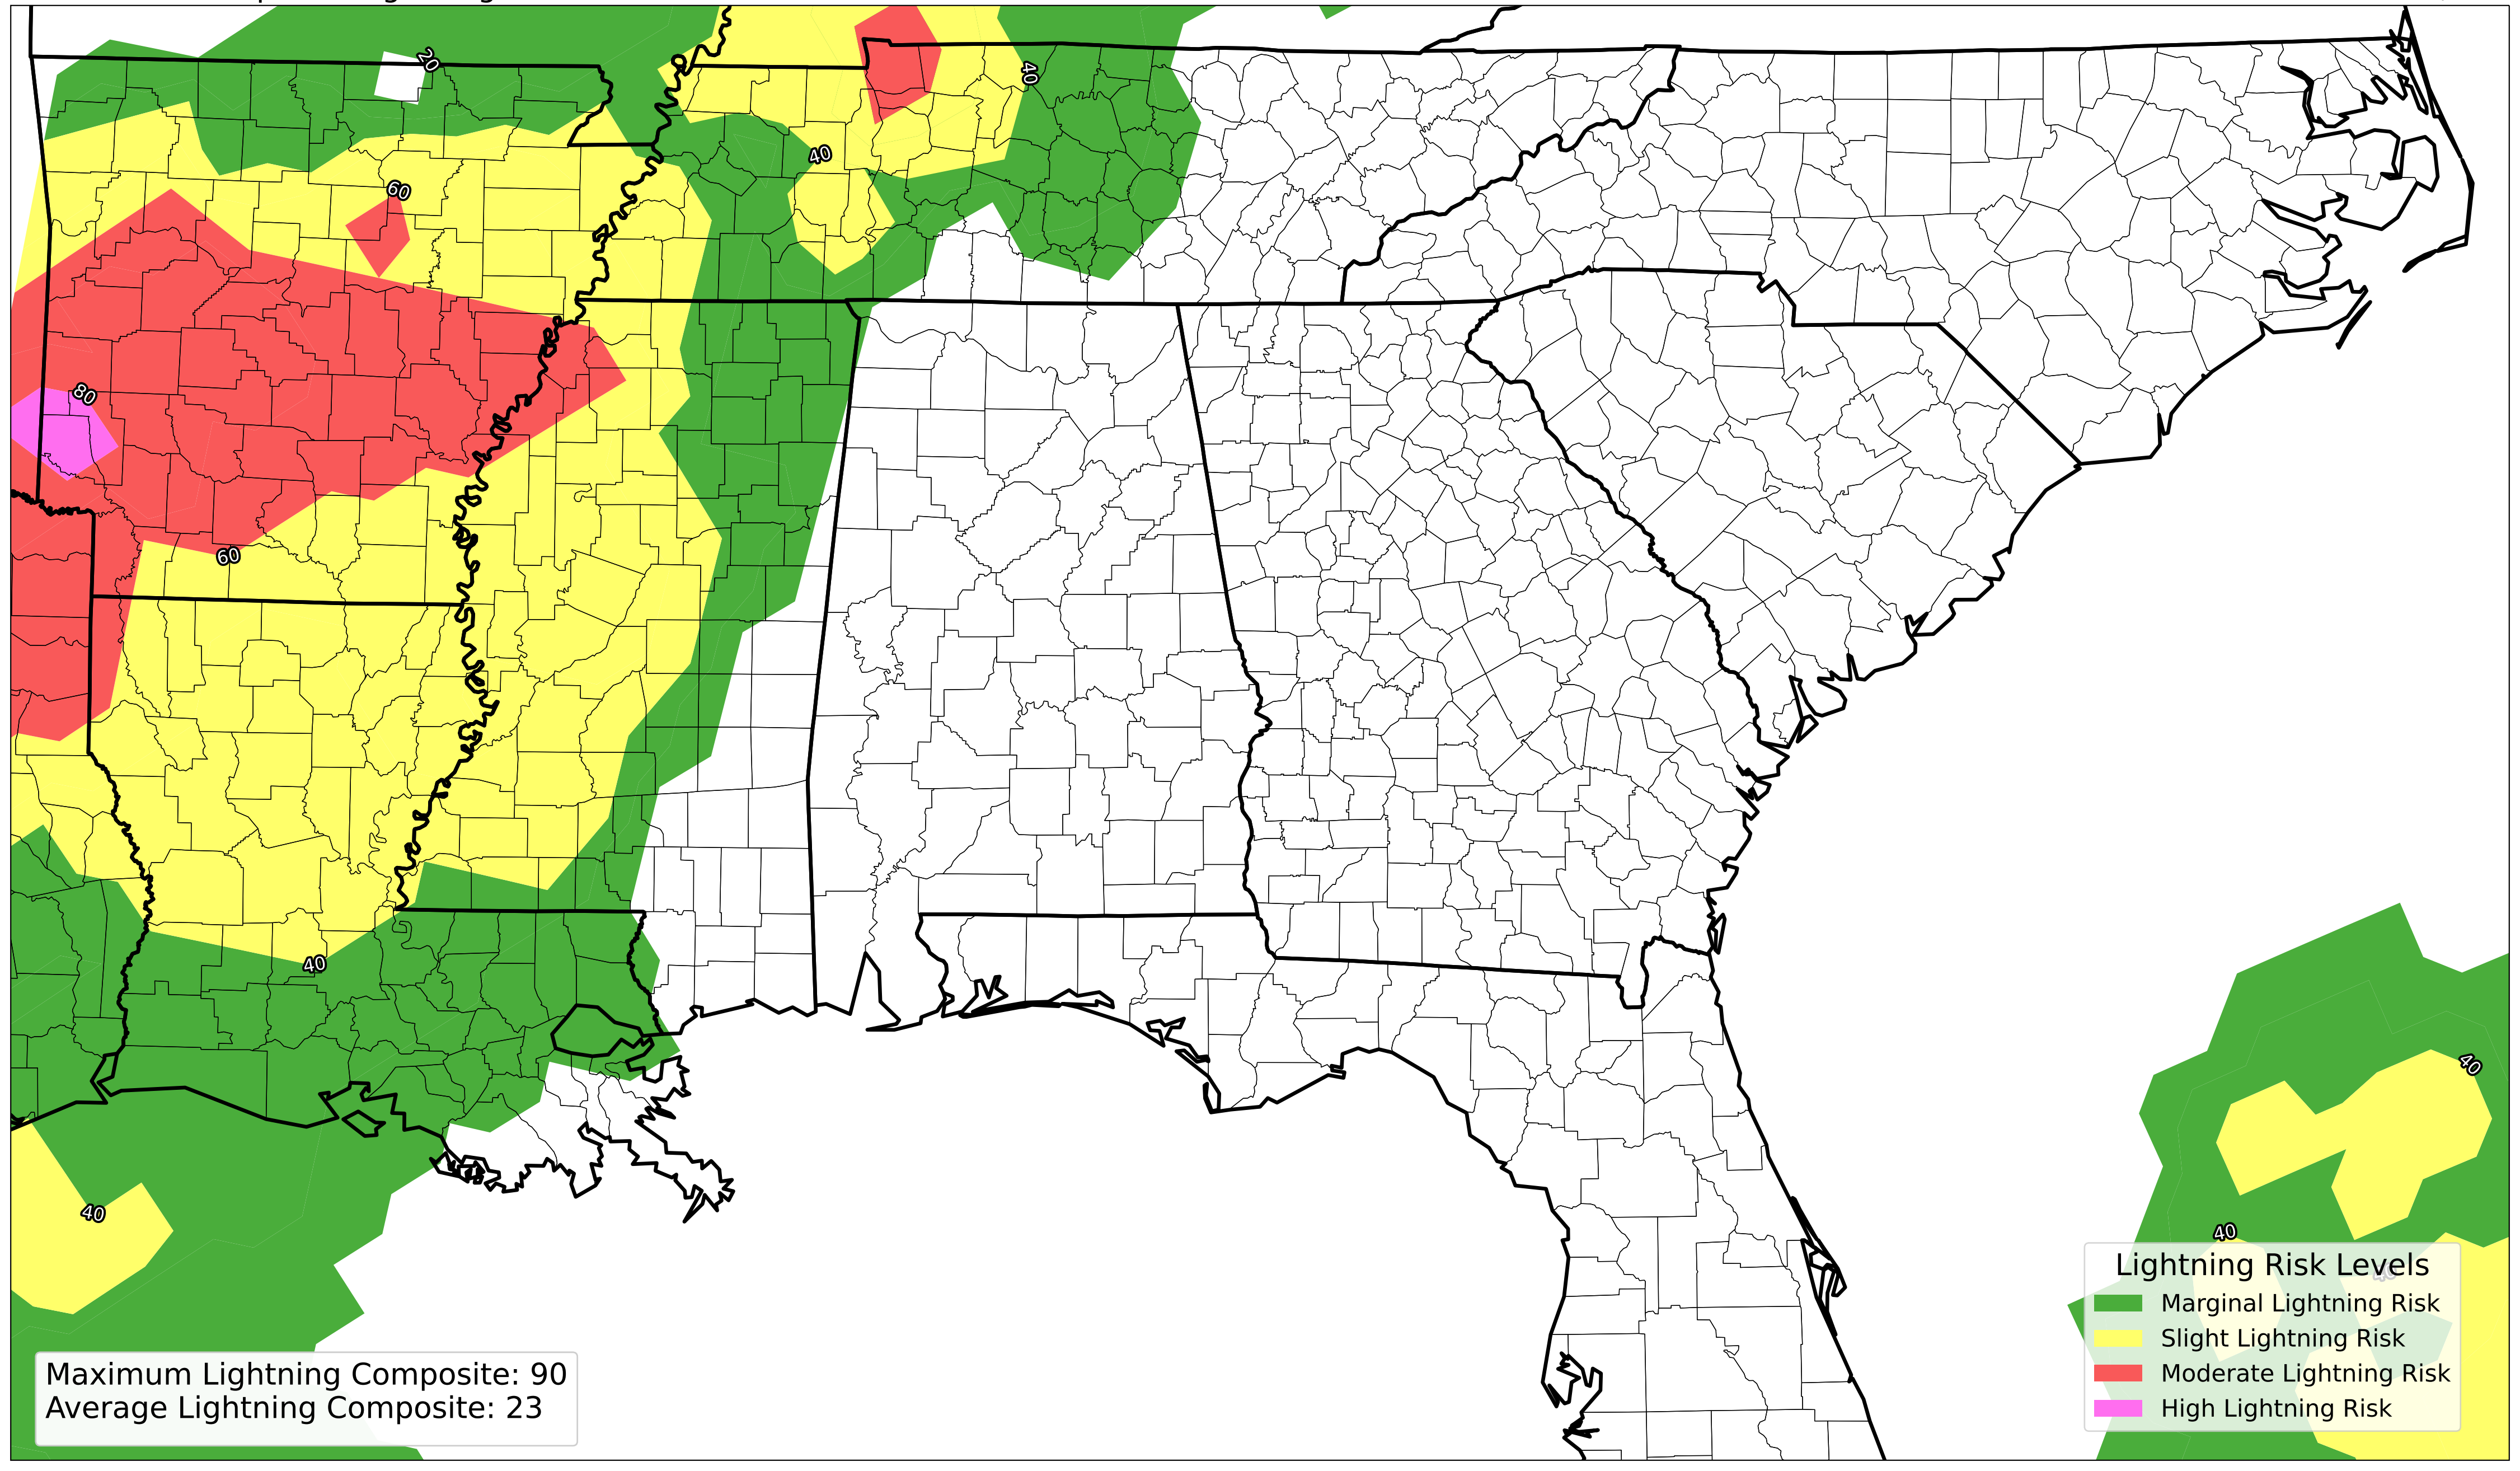 20
40
40
60
80
60
40
40
40
40
Lightning Risk Levels
Marginal Lightning Risk
Slight Lightning Risk
Moderate Lightning Risk
High Lightning Risk
Maximum Lightning Composite: 90
Average Lightning Composite: 23